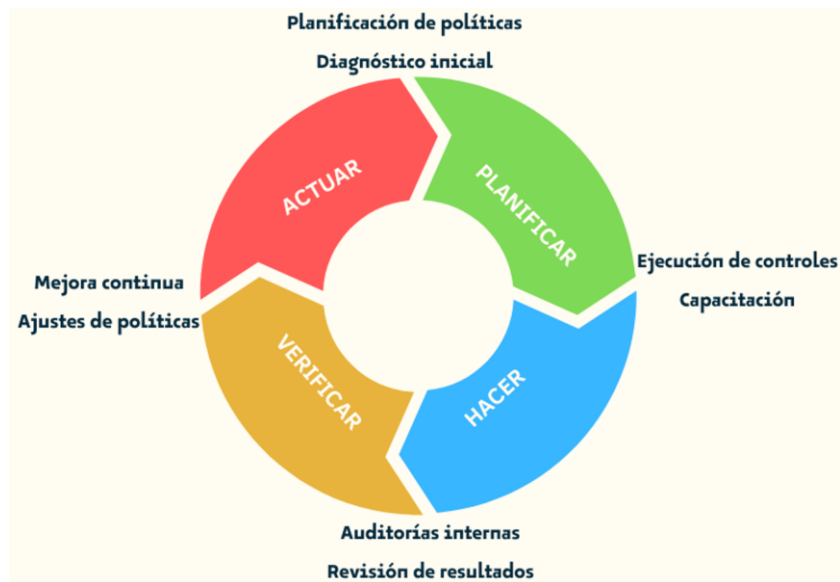 Planificación de políticas
Diagnóstico inicial
ACTUAR
PLANIFICAR
Ejecución de controles
Capacitación
Mejora continua
Ajustes de políticas
VERIFICAR
HACER
Auditorías internas
Revisión de resultados